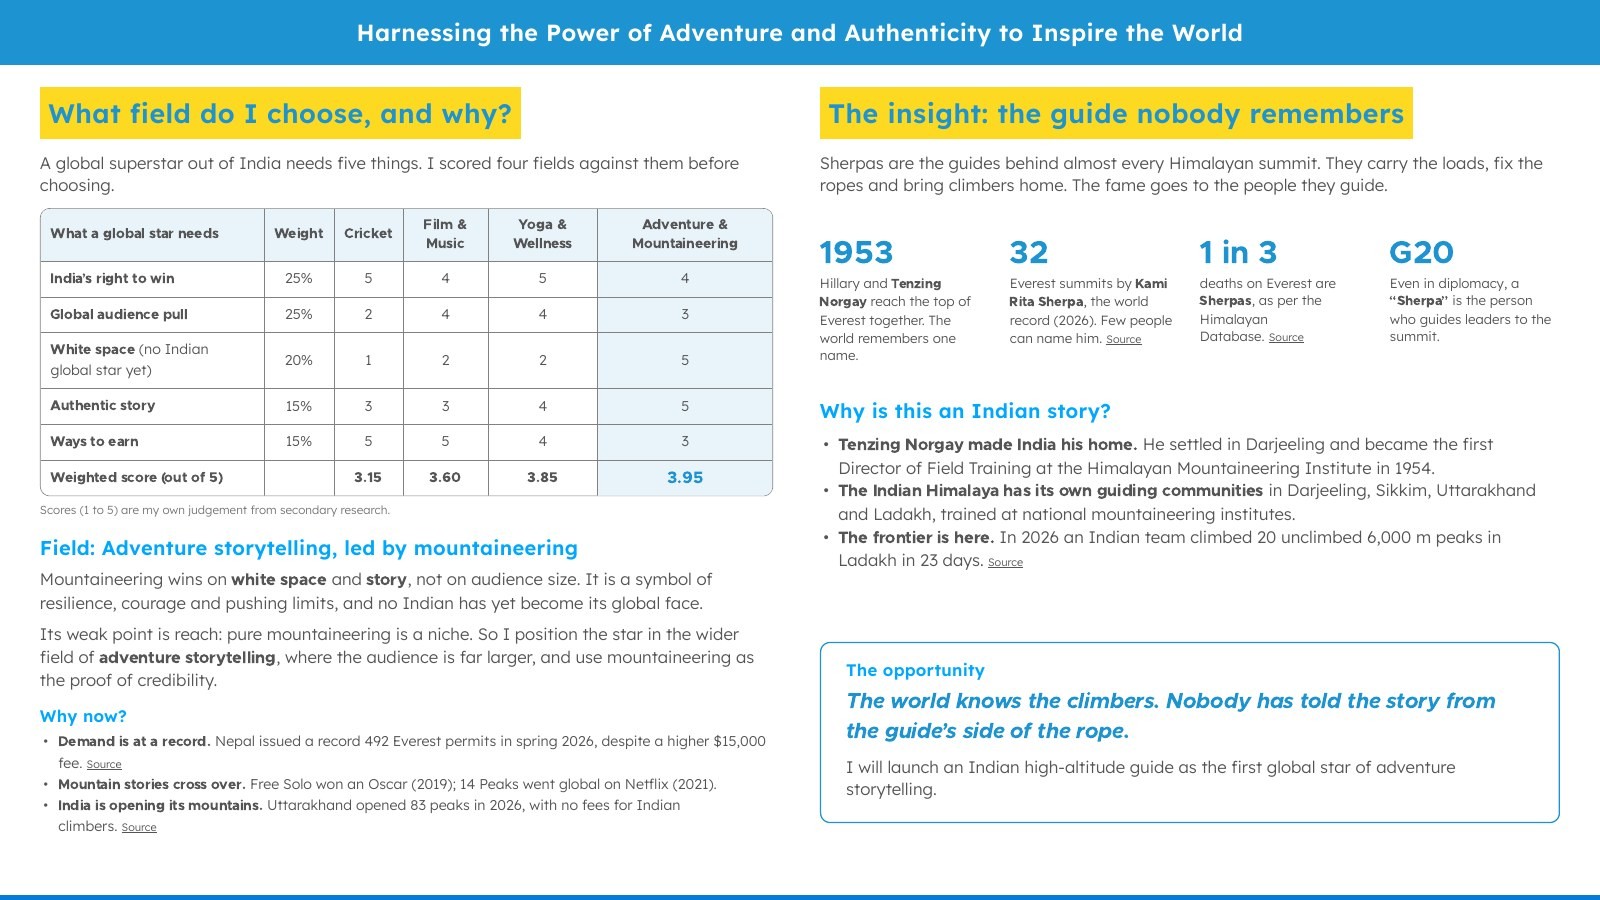 Harnessing the Power of Adventure and Authenticity to Inspire the World
What field do I choose, and why?
A global superstar out of India needs five things. I scored four fields against them before
choosing.
What a global star needs Weight Cricket Film & Music Yoga & Wellness Adventure & Mountaineering
India's right to win 25% 5 4 5 4
Global audience pull 25% 2 4 4 3
White space (no Indian global star yet) 20% 1 2 2 5
Authentic story 15% 3 3 4 5
Ways to earn 15% 5 5 4 3
Weighted score (out of 5) 3.15 3.60 3.85 3.95
Scores (1 to 5) are my own judgement from secondary research.
Field: Adventure storytelling, led by mountaineering
Mountaineering wins on white space and story, not on audience size. It is a symbol of
resilience, courage and pushing limits, and no Indian has yet become its global face.
Its weak point is reach: pure mountaineering is a niche. So I position the star in the wider
field of adventure storytelling, where the audience is far larger, and use mountaineering as
the proof of credibility.
Why now?
• Demand is at a record. Nepal issued a record 492 Everest permits in spring 2026, despite a higher $15,000
fee. Source
• Mountain stories cross over. Free Solo won an Oscar (2019); 14 Peaks went global on Netflix (2021).
• India is opening its mountains. Uttarakhand opened 83 peaks in 2026, with no fees for Indian
climbers. Source
The insight: the guide nobody remembers
Sherpas are the guides behind almost every Himalayan summit. They carry the loads, fix the
ropes and bring climbers home. The fame goes to the people they guide.
1953
Hillary and Tenzing
Norgay reach the top of
Everest together. The
world remembers one
name.
32
Everest summits by Kami
Rita Sherpa, the world
record (2026). Few people
can name him. Source
1 in 3
deaths on Everest are
Sherpas, as per the
Himalayan
Database. Source
G20
Even in diplomacy, a
“Sherpa” is the person
who guides leaders to the
summit.
Why is this an Indian story?
• Tenzing Norgay made India his home. He settled in Darjeeling and became the first
Director of Field Training at the Himalayan Mountaineering Institute in 1954.
• The Indian Himalaya has its own guiding communities in Darjeeling, Sikkim, Uttarakhand
and Ladakh, trained at national mountaineering institutes.
• The frontier is here. In 2026 an Indian team climbed 20 unclimbed 6,000 m peaks in
Ladakh in 23 days. Source
The opportunity
The world knows the climbers. Nobody has told the story from
the guide’s side of the rope.
I will launch an Indian high-altitude guide as the first global star of adventure
storytelling.